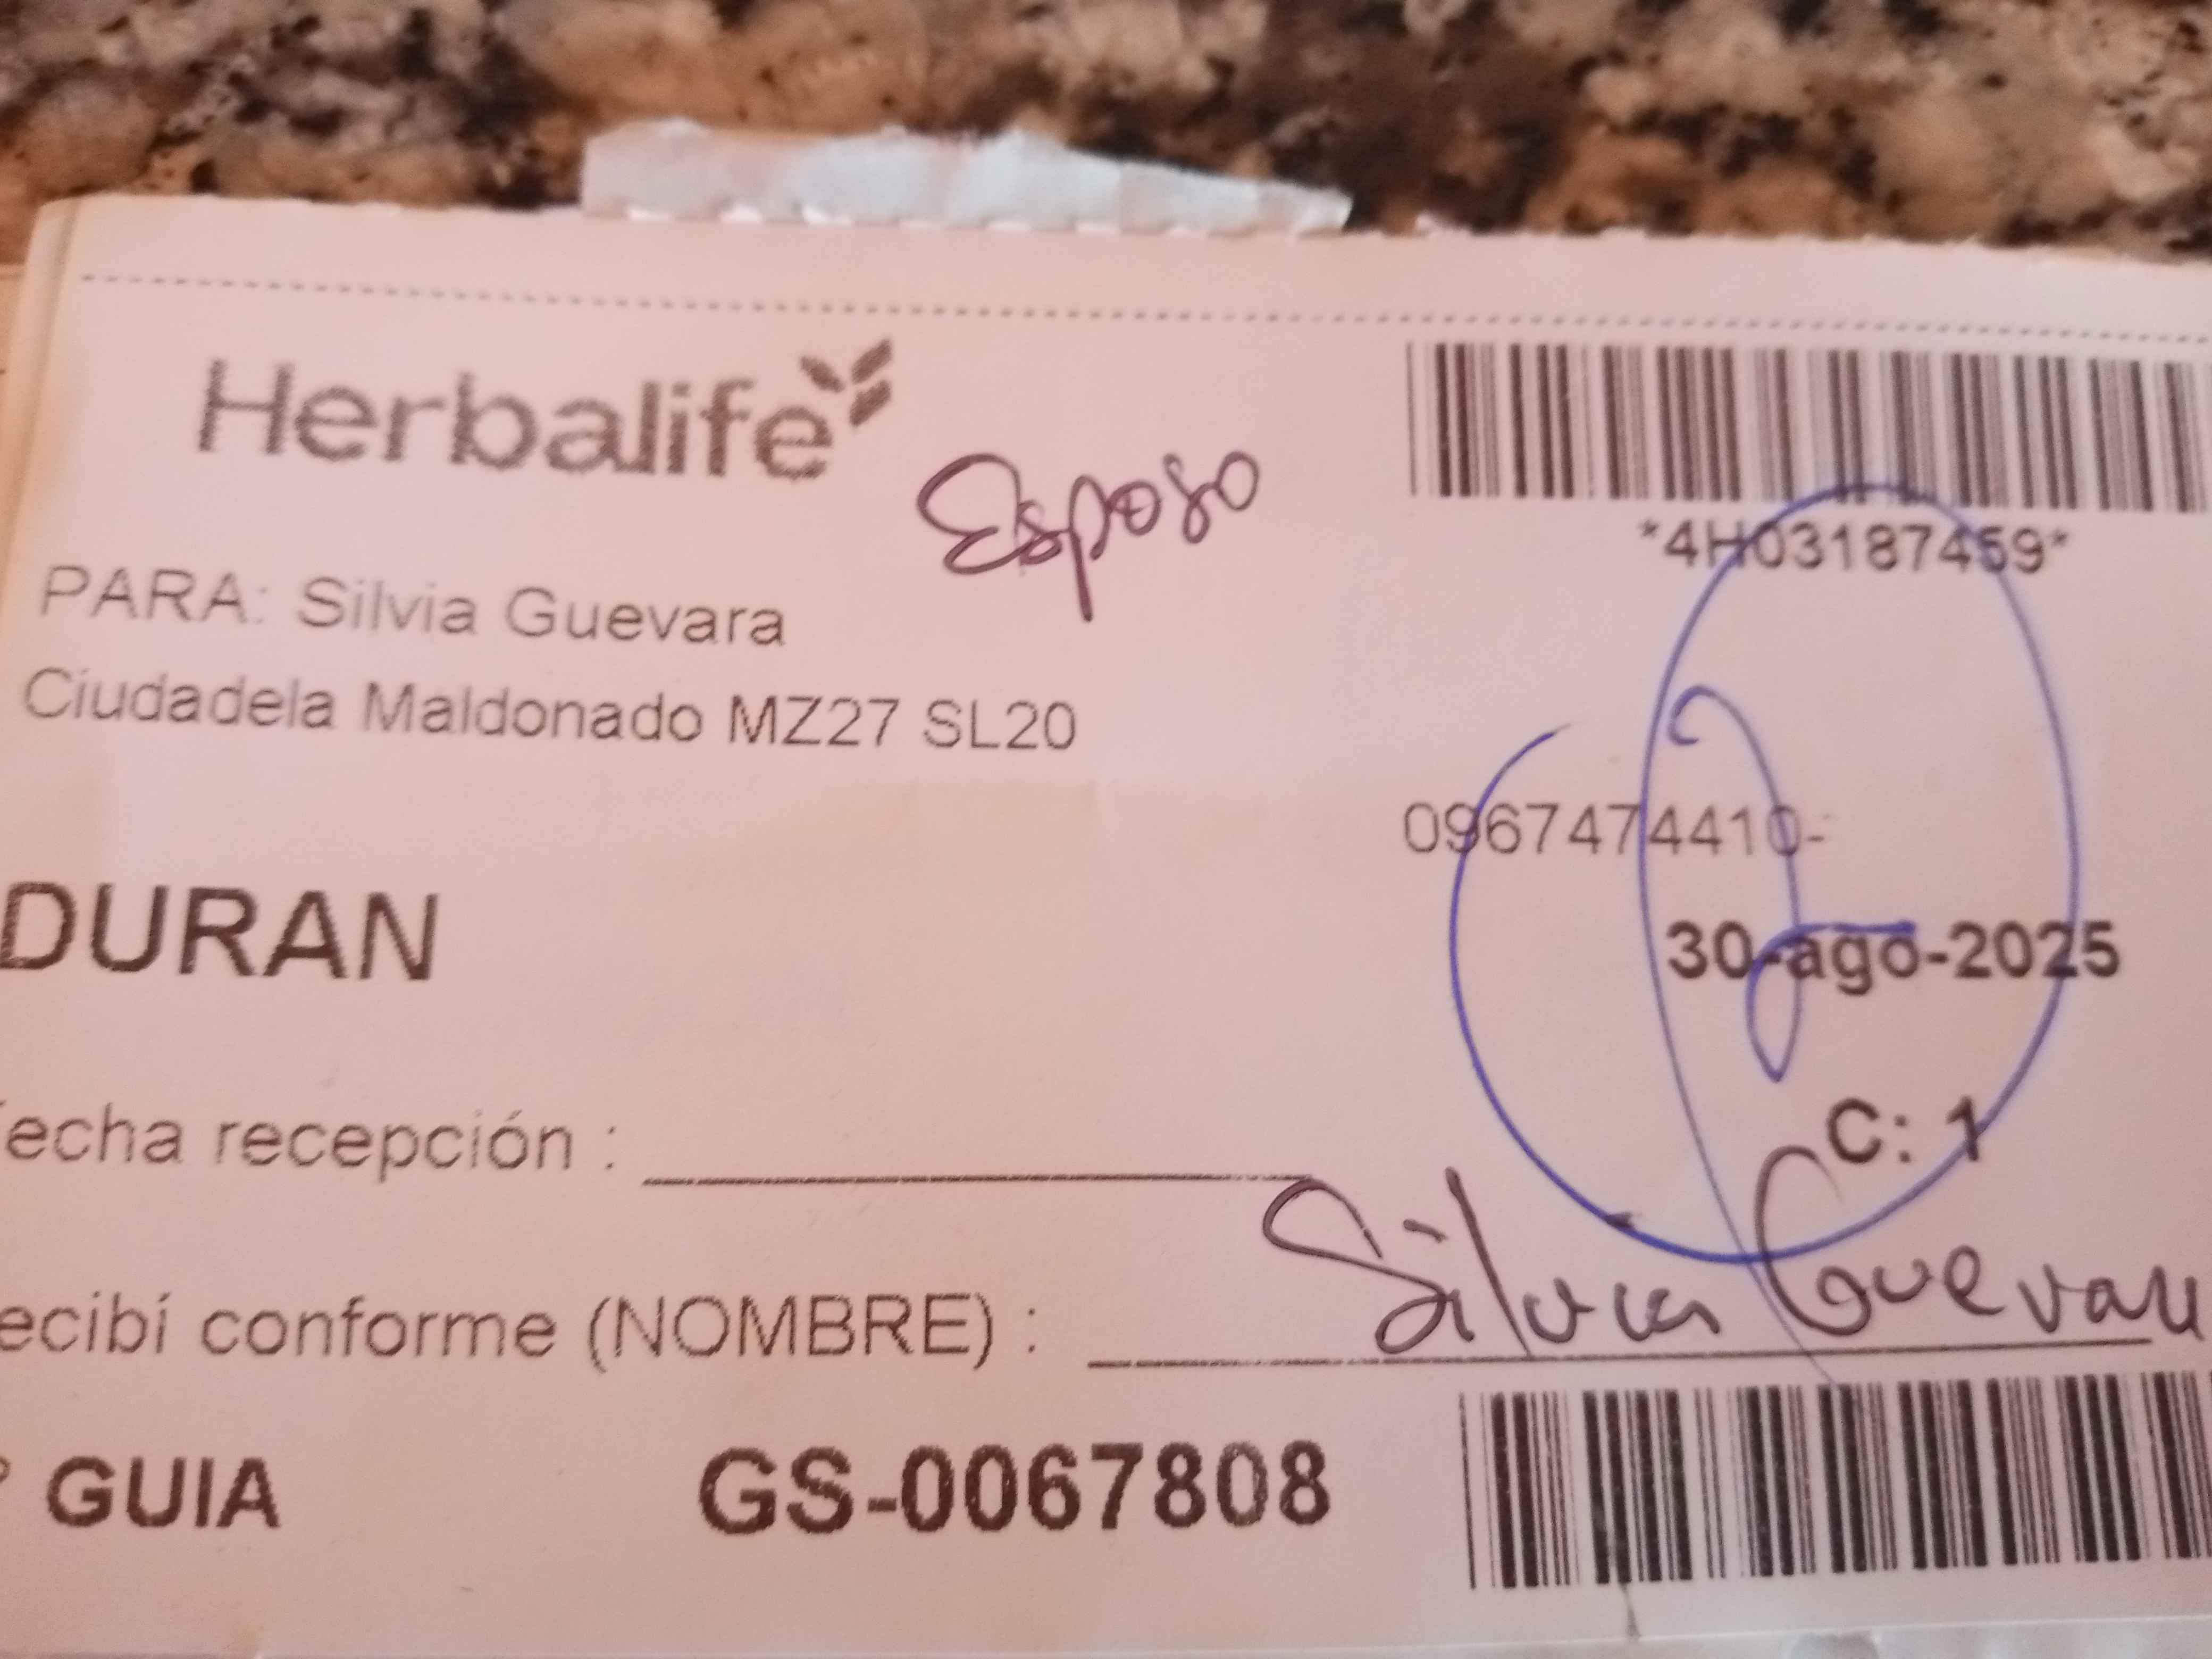 Herbalife
Esposo
*4H03187459*
PARA: Silvia Guevara
Ciudadela Maldonado MZ27 SL20
0967474410-
DURAN
30-ago-2025
C: 1
echa recepción :
ecibí conforme (NOMBRE) : Silvia Guevara
GUIA GS-0067808